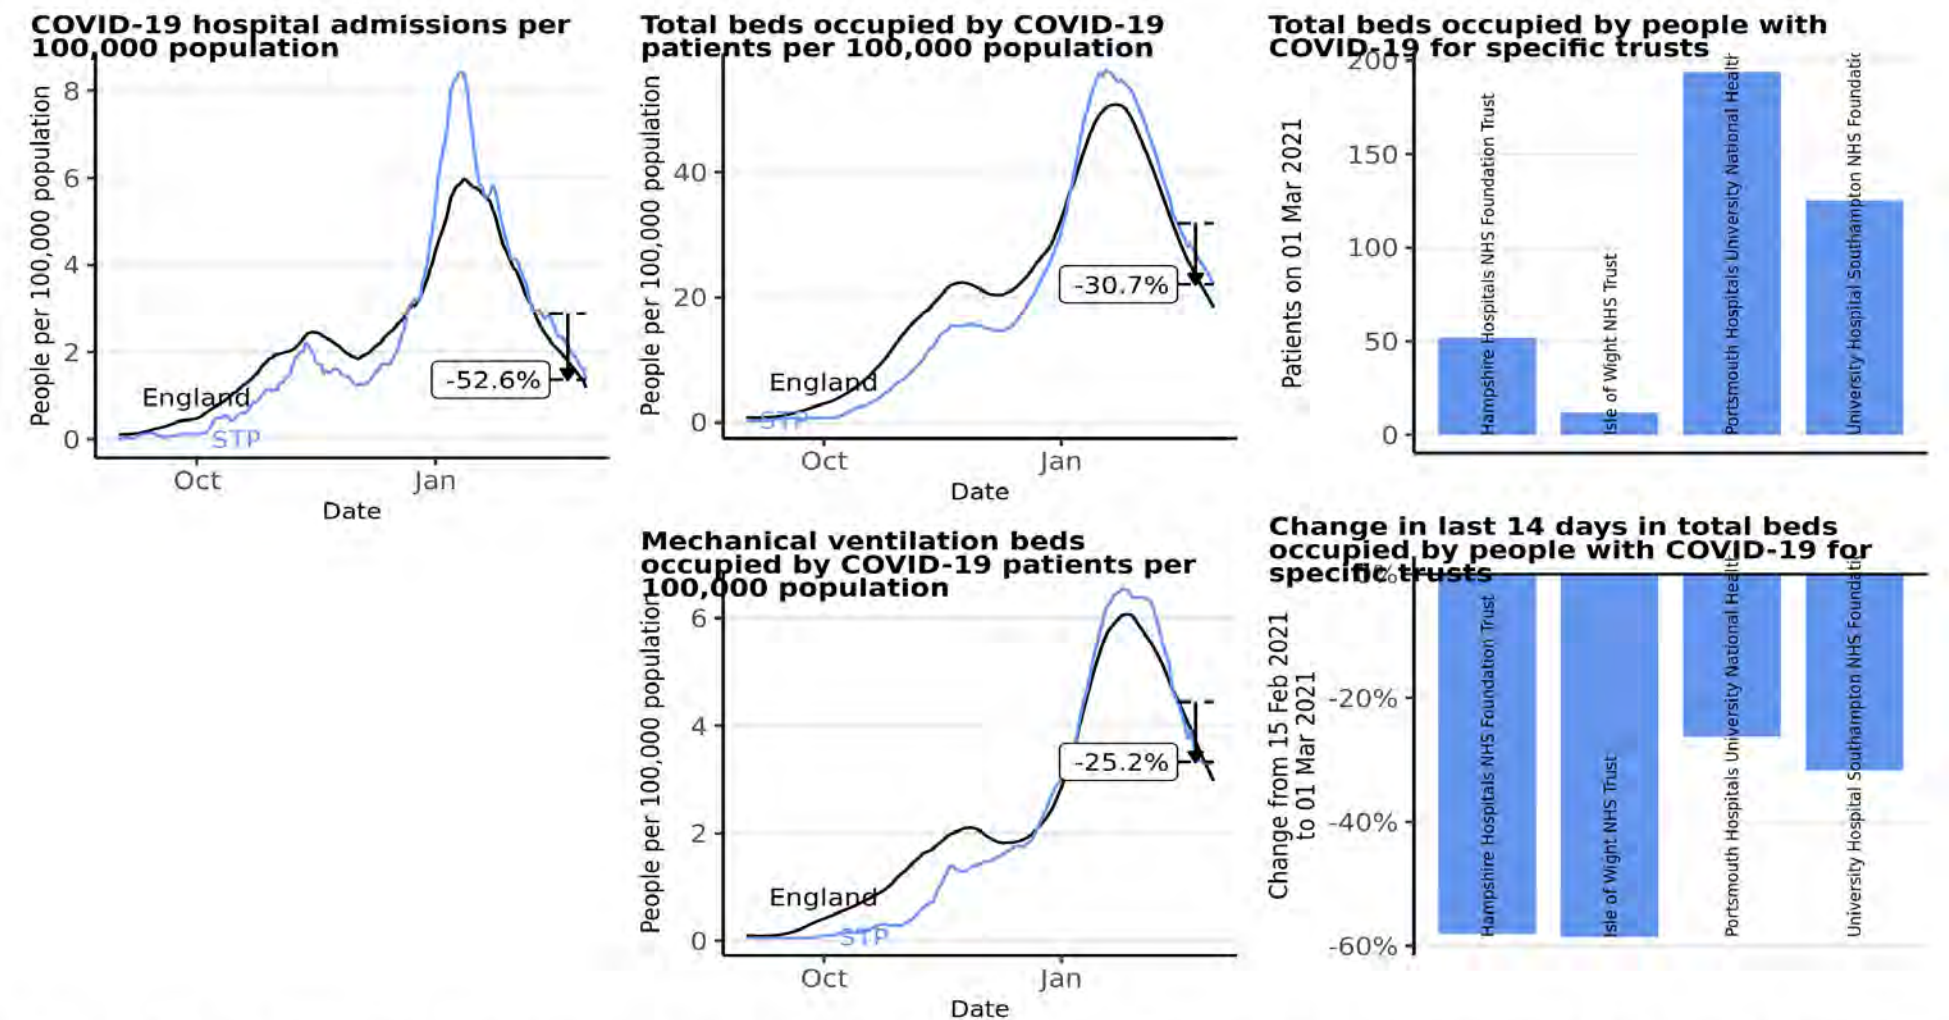 COVID-19 hospital admissions per
100,000 population
People per 100,000 population
8
6
4
2
0
England
STP
-52.6%
Oct
Jan
Date
Total beds occupied by COVID-19
patients per 100,000 population
People per 100,000 population
40
20
0
England
STP
-30.7%
Oct
Jan
Date
Total beds occupied by people with
COVID-19 for specific trusts
Patients on 01 Mar 2021
200
150
100
50
0
Hampshire Hospitals NHS Foundation Trust
Isle of Wight NHS Trust
Portsmouth Hospitals University National Health
University Hospital Southampton NHS Foundatic
Mechanical ventilation beds
occupied by COVID-19 patients per
100,000 population
People per 100,000 population
6
4
2
0
England
STP
-25.2%
Oct
Jan
Date
Change in last 14 days in total beds
occupied by people with COVID-19 for
specific trusts
Change from 15 Feb 2021
to 01 Mar 2021
0%
-20%
-40%
-60%
Hampshire Hospitals NHS Foundation Trust
Isle of Wight NHS Trust
Portsmouth Hospitals University National Health
University Hospital Southampton NHS Foundatic